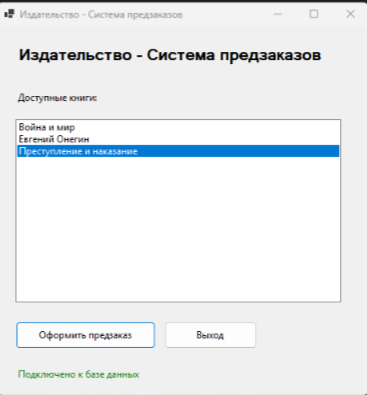 Издательство - Система предзаказов
Издательство - Система предзаказов
Доступные книги:
Война и мир
Евгений Онегин
Преступление и наказание
Оформить предзаказ
Выход
Подключено к базе данных